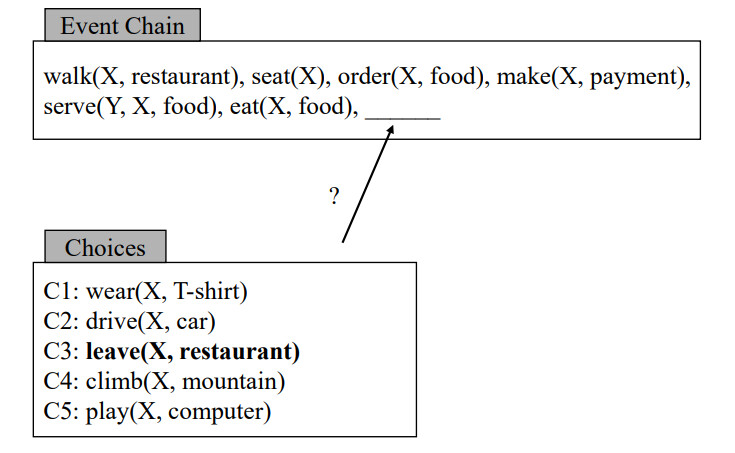 Event Chain
walk(X, restaurant), seat(X), order(X, food), make(X, payment),
serve(Y, X, food), eat(X, food), ______
?
Choices
C1: wear(X, T-shirt)
C2: drive(X, car)
C3: leave(X, restaurant)
C4: climb(X, mountain)
C5: play(X, computer)